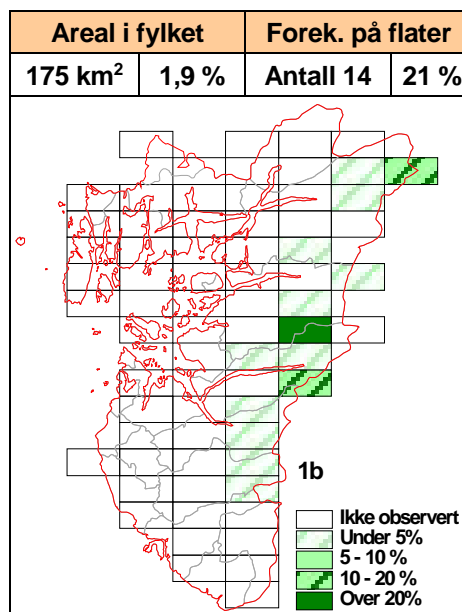 Areal i fylket Forek. på flater
175 km² 1,9 % Antall 14 21 %
1b
Ikke observert
Under 5%
5 - 10 %
10 - 20 %
Over 20%